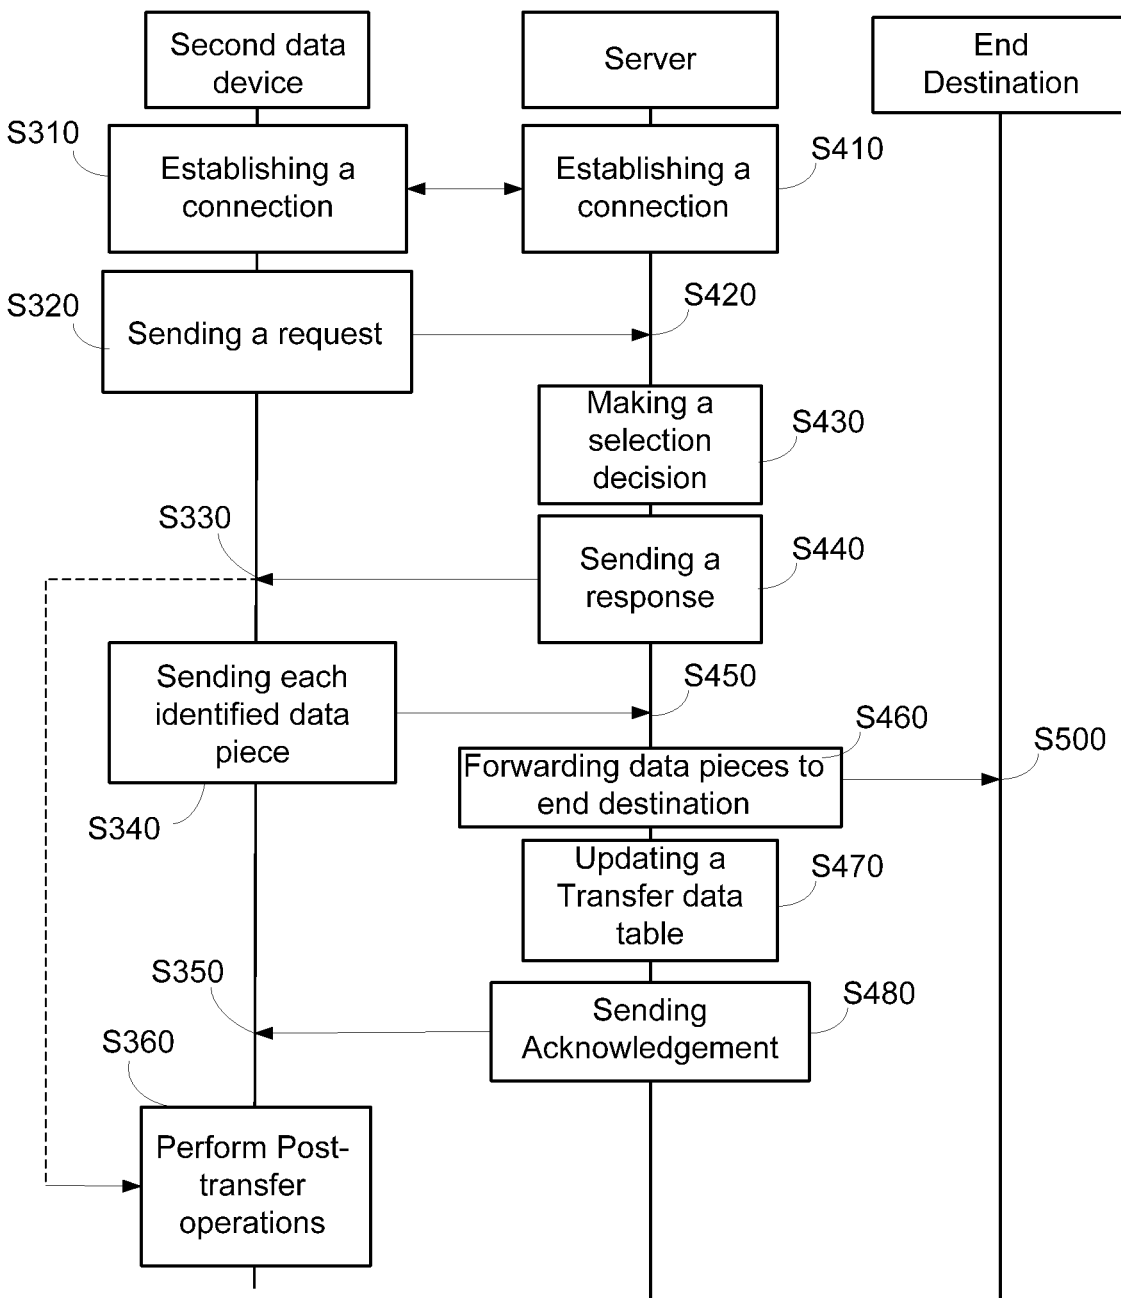 Second data
device
Server
End
Destination
S310
Establishing a
connection
Establishing a
connection
S410
S320
Sending a request
S420
Making a
selection
decision
S430
S330
Sending a
response
S440
Sending each
identified data
piece
S450
S460
Forwarding data pieces to
end destination
S500
S340
Updating a
Transfer data
table
S470
S350
Sending
Acknowledgement
S480
S360
Perform Post-
transfer
operations